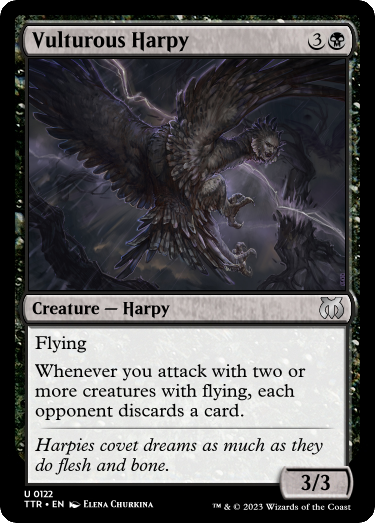 Vulturous Harpy 3
Creature — Harpy
Flying
Whenever you attack with two or
more creatures with flying, each
opponent discards a card.
Harpies covet dreams as much as they
do flesh and bone.
3/3
U 0122
TTR • EN Elena Churkina
™ & © 2023 Wizards of the Coast